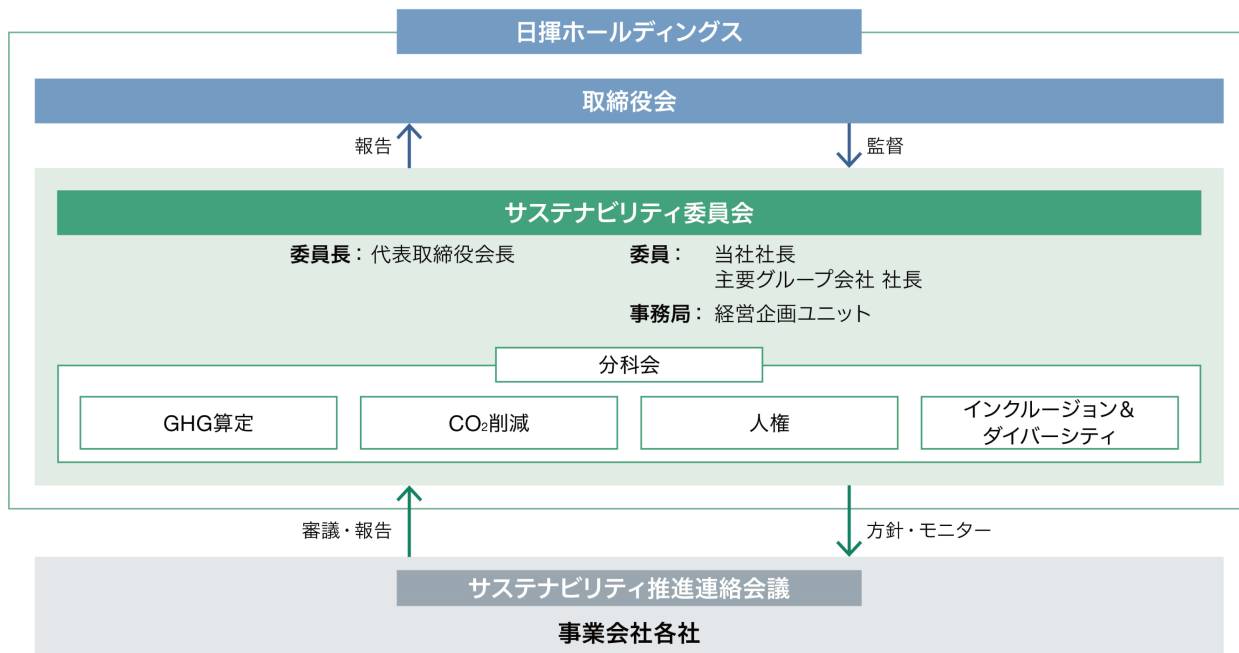 日揮ホールディングス
取締役会
報告
監督
サステナビリティ委員会
委員長：代表取締役会長
委員： 当社社長
主要グループ会社 社長
事務局： 経営企画ユニット
分科会
GHG算定
CO₂削減
人権
インクルージョン＆
ダイバーシティ
審議・報告
方針・モニター
サステナビリティ推進連絡会議
事業会社各社